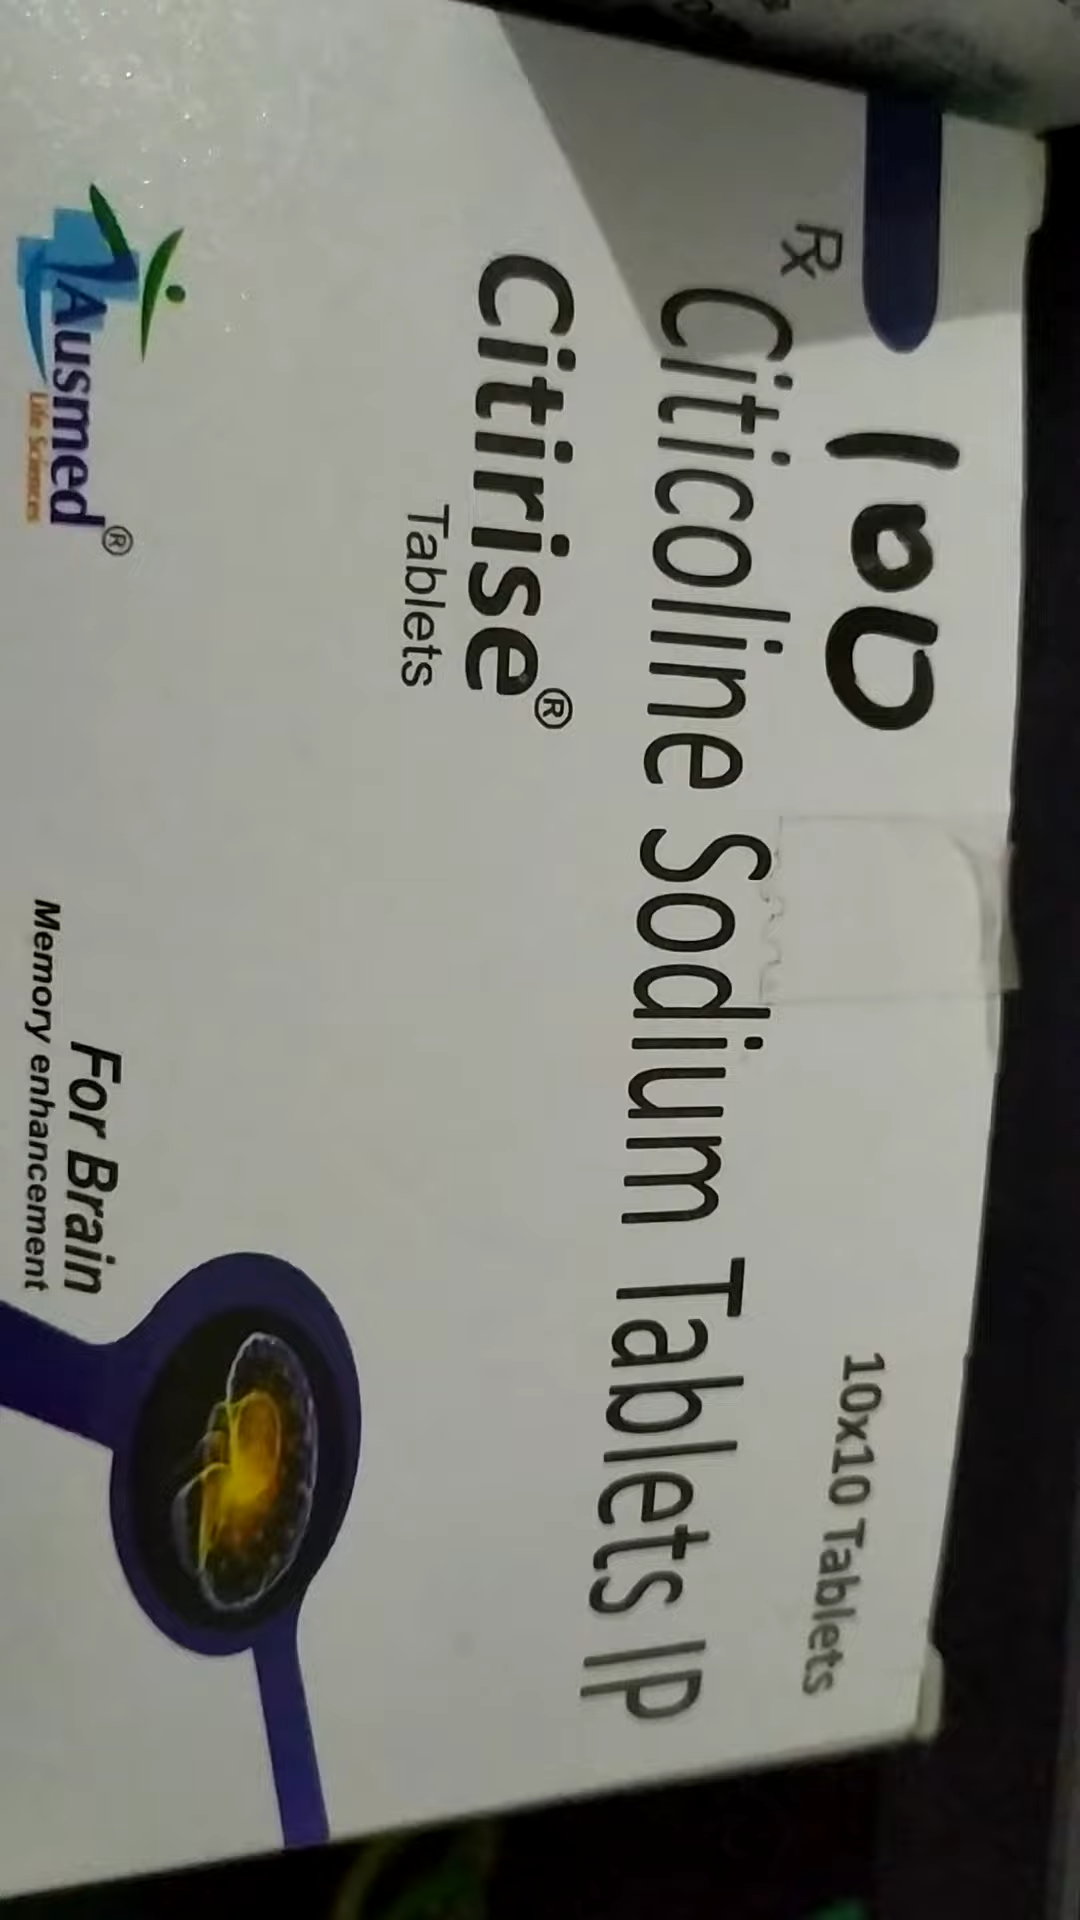 100
10x10 Tablets
Rx
Citicoline Sodium Tablets IP
Citirise®
Tablets
Ausmed®
Life Sciences
For Brain
Memory enhancement